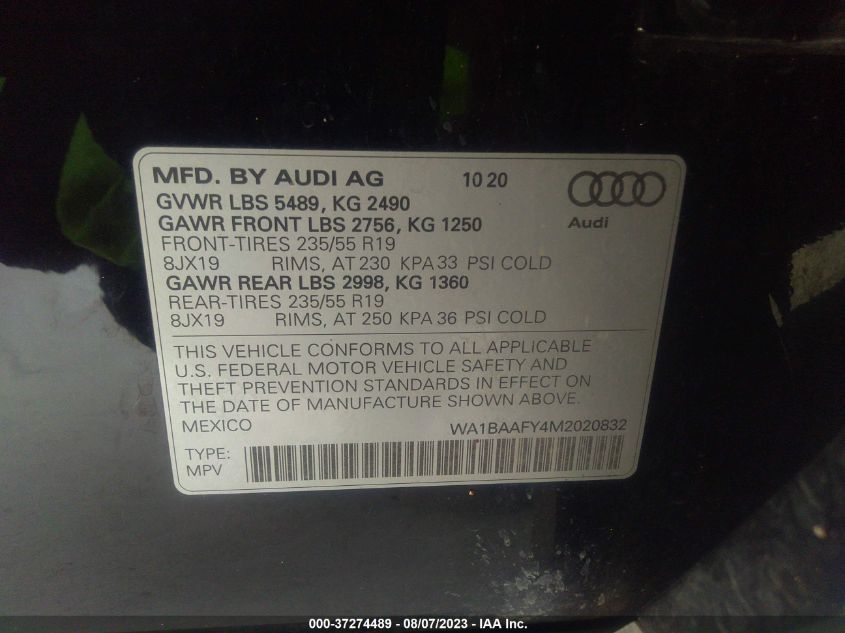 MFD. BY AUDI AG 10 20
GVWR LBS 5489, KG 2490
GAWR FRONT LBS 2756, KG 1250
Audi
FRONT-TIRES 235/55 R19
8JX19 RIMS, AT 230 KPA 33 PSI COLD
GAWR REAR LBS 2998, KG 1360
REAR-TIRES 235/55 R19
8JX19 RIMS, AT 250 KPA 36 PSI COLD
THIS VEHICLE CONFORMS TO ALL APPLICABLE
U.S. FEDERAL MOTOR VEHICLE SAFETY AND
THEFT PREVENTION STANDARDS IN EFFECT ON
THE DATE OF MANUFACTURE SHOWN ABOVE.
MEXICO WA1BAAFY4M2020832
TYPE:
MPV
000-37274489 - 08/07/2023 - IAA Inc.